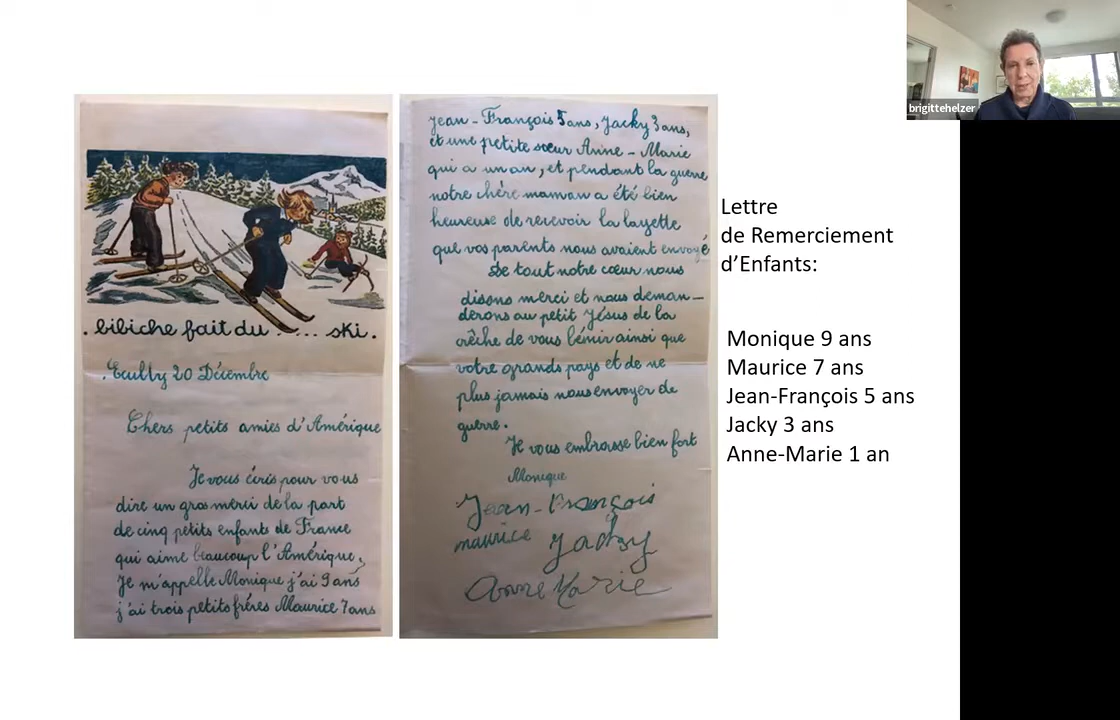 brigittehelzer
. bibiche fait du .... ski.
.Ecully 20 Décembre
Chers petits amies d'Amérique
Je vous écris pour vous
dire un gros merci de la part
de cinq petits enfants de France
qui aime beaucoup l'Amérique,
Je m'appelle Monique j'ai 9 ans
j'ai trois petits frères Maurice 7 ans
Jean-François 5 ans, Jacky 3 ans,
et une petite sœur Anne-Marie
qui a un an, et pendant la guerre
notre chère maman a été bien
heureuse de recevoir la layette
que vos parents nous avaient envoyé
De tout notre cœur nous
disons merci et nous deman-
derons au petit Jésus de la
crêche de vous bénir ainsi que
votre grands pays et de ne
plus jamais nous envoyer de
guerre.
Je vous embrasse bien fort
Monique
Jean-François
maurice Jacky
Anne Marie
Lettre
de Remerciement
d'Enfants:
Monique 9 ans
Maurice 7 ans
Jean-François 5 ans
Jacky 3 ans
Anne-Marie 1 an